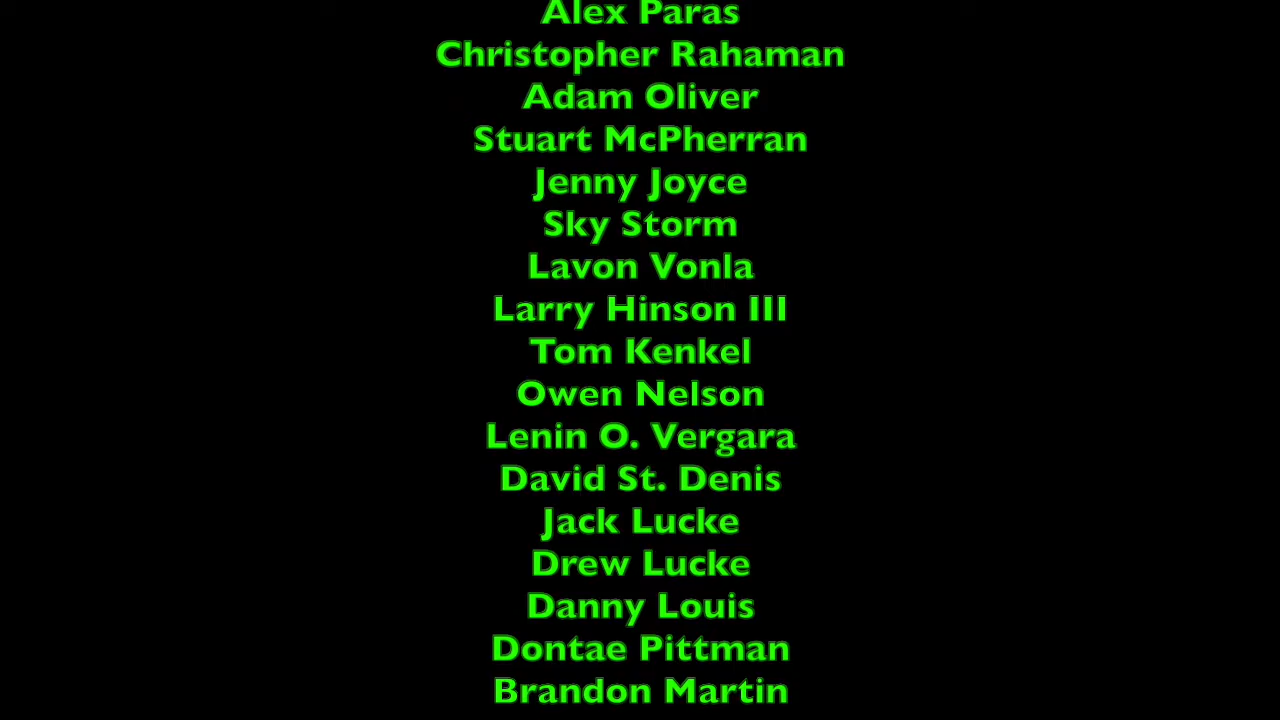 Alex Paras
Christopher Rahaman
Adam Oliver
Stuart McPherran
Jenny Joyce
Sky Storm
Lavon Vonla
Larry Hinson III
Tom Kenkel
Owen Nelson
Lenin O. Vergara
David St. Denis
Jack Lucke
Drew Lucke
Danny Louis
Dontae Pittman
Brandon Martin